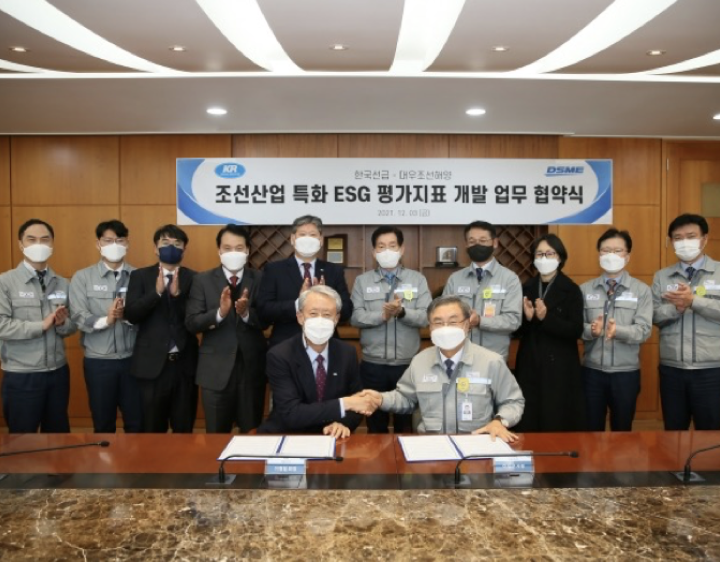 KR
한국선급 - 대우조선해양
DSME
조선산업 특화 ESG 평가지표 개발 업무 협약식
2021. 12. 03 (금)